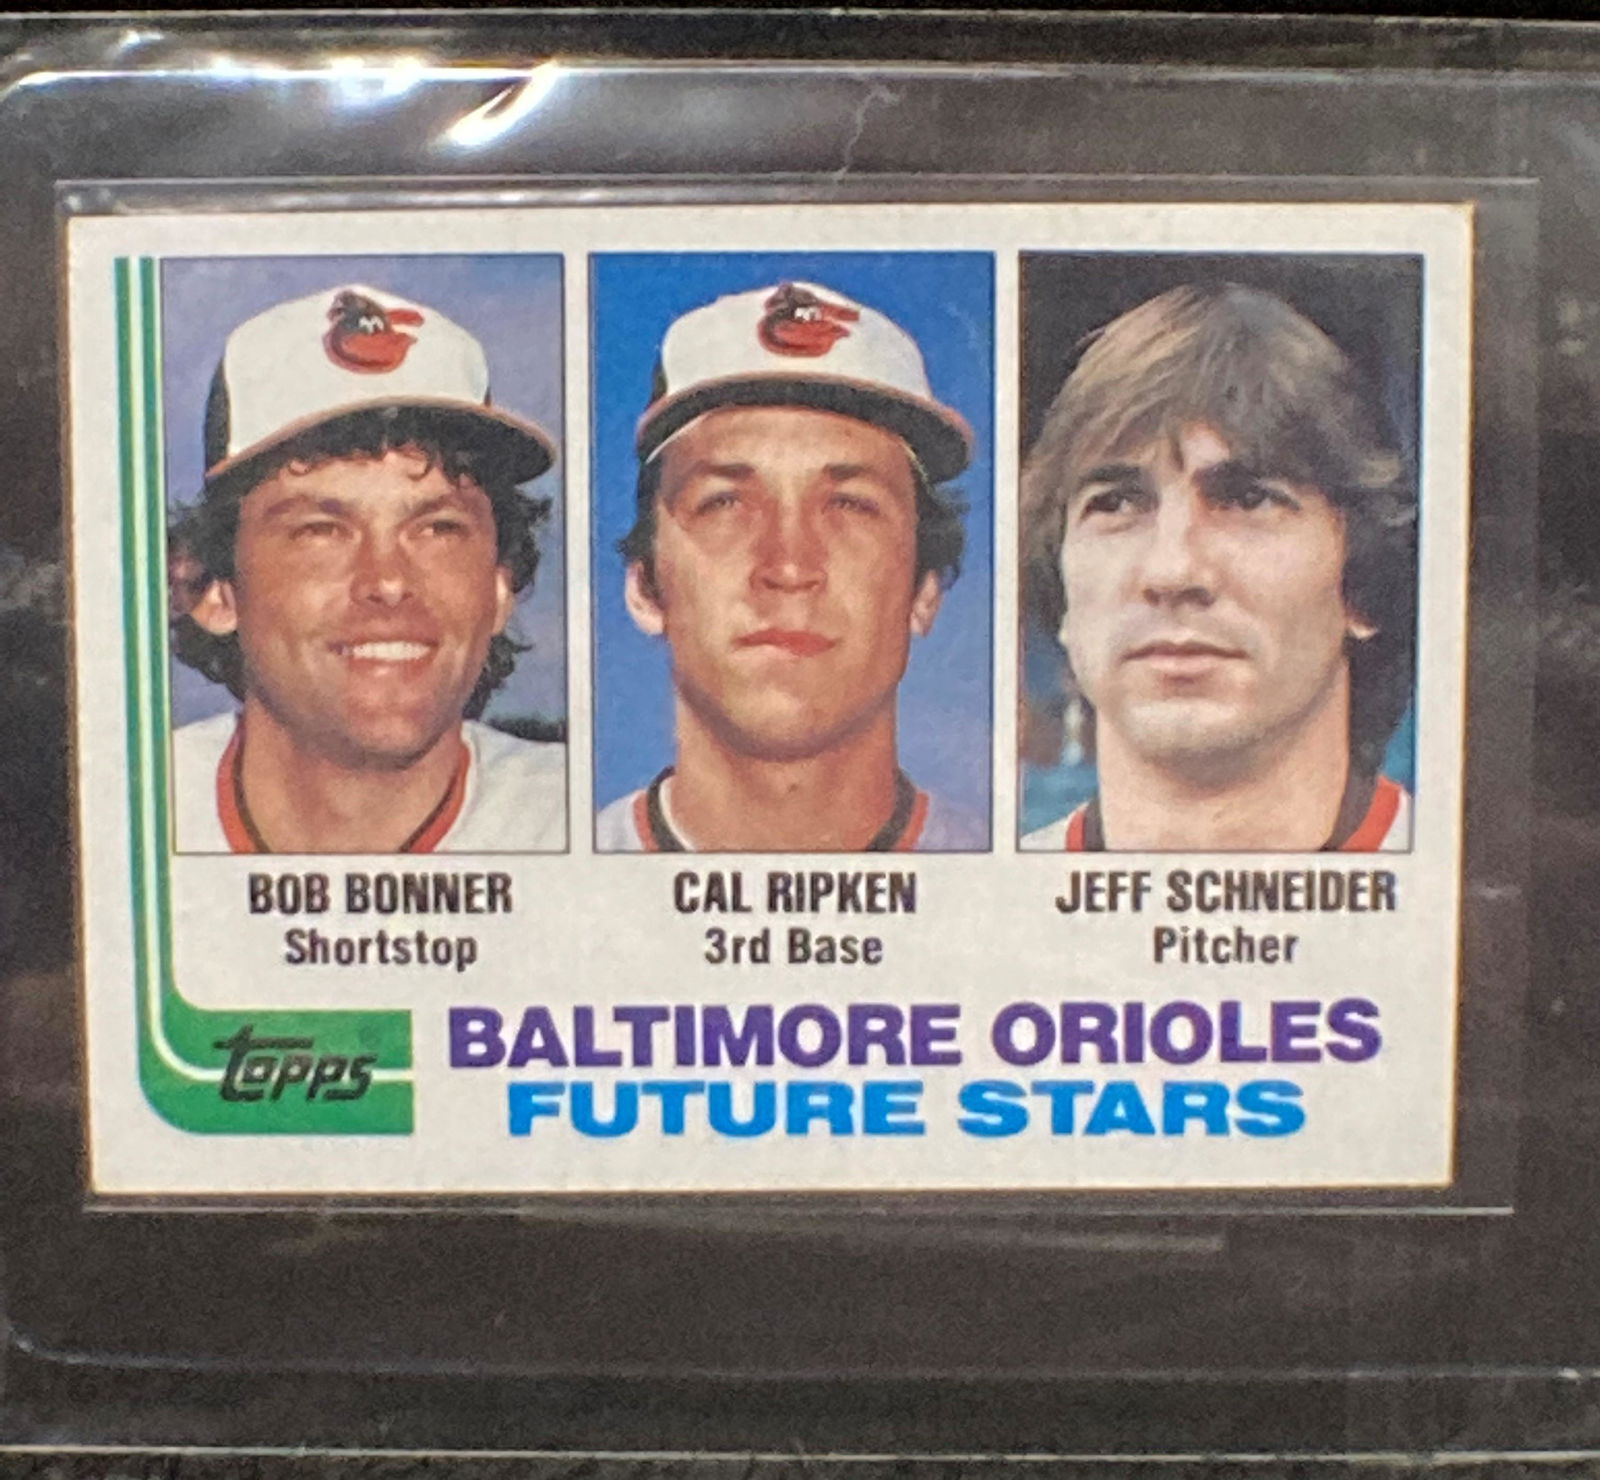 BOB BONNER
Shortstop
CAL RIPKEN
3rd Base
JEFF SCHNEIDER
Pitcher
topps
BALTIMORE ORIOLES
FUTURE STARS